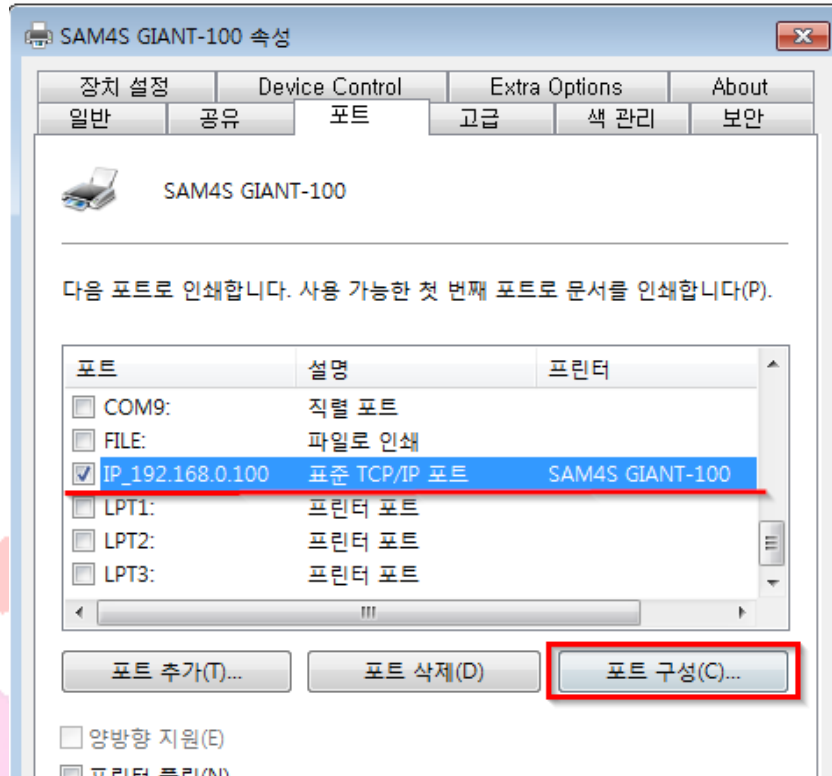 SAM4S GIANT-100 속성
장치 설정 Device Control Extra Options About
일반 공유 포트 고급 색 관리 보안
SAM4S GIANT-100
다음 포트로 인쇄합니다. 사용 가능한 첫 번째 포트로 문서를 인쇄합니다(P).
포트 설명 프린터
COM9: 직렬 포트
FILE: 파일로 인쇄
IP_192.168.0.100 표준 TCP/IP 포트 SAM4S GIANT-100
LPT1: 프린터 포트
LPT2: 프린터 포트
LPT3: 프린터 포트
포트 추가(T)... 포트 삭제(D) 포트 구성(C)...
양방향 지원(E)
프린터 풀링(N)